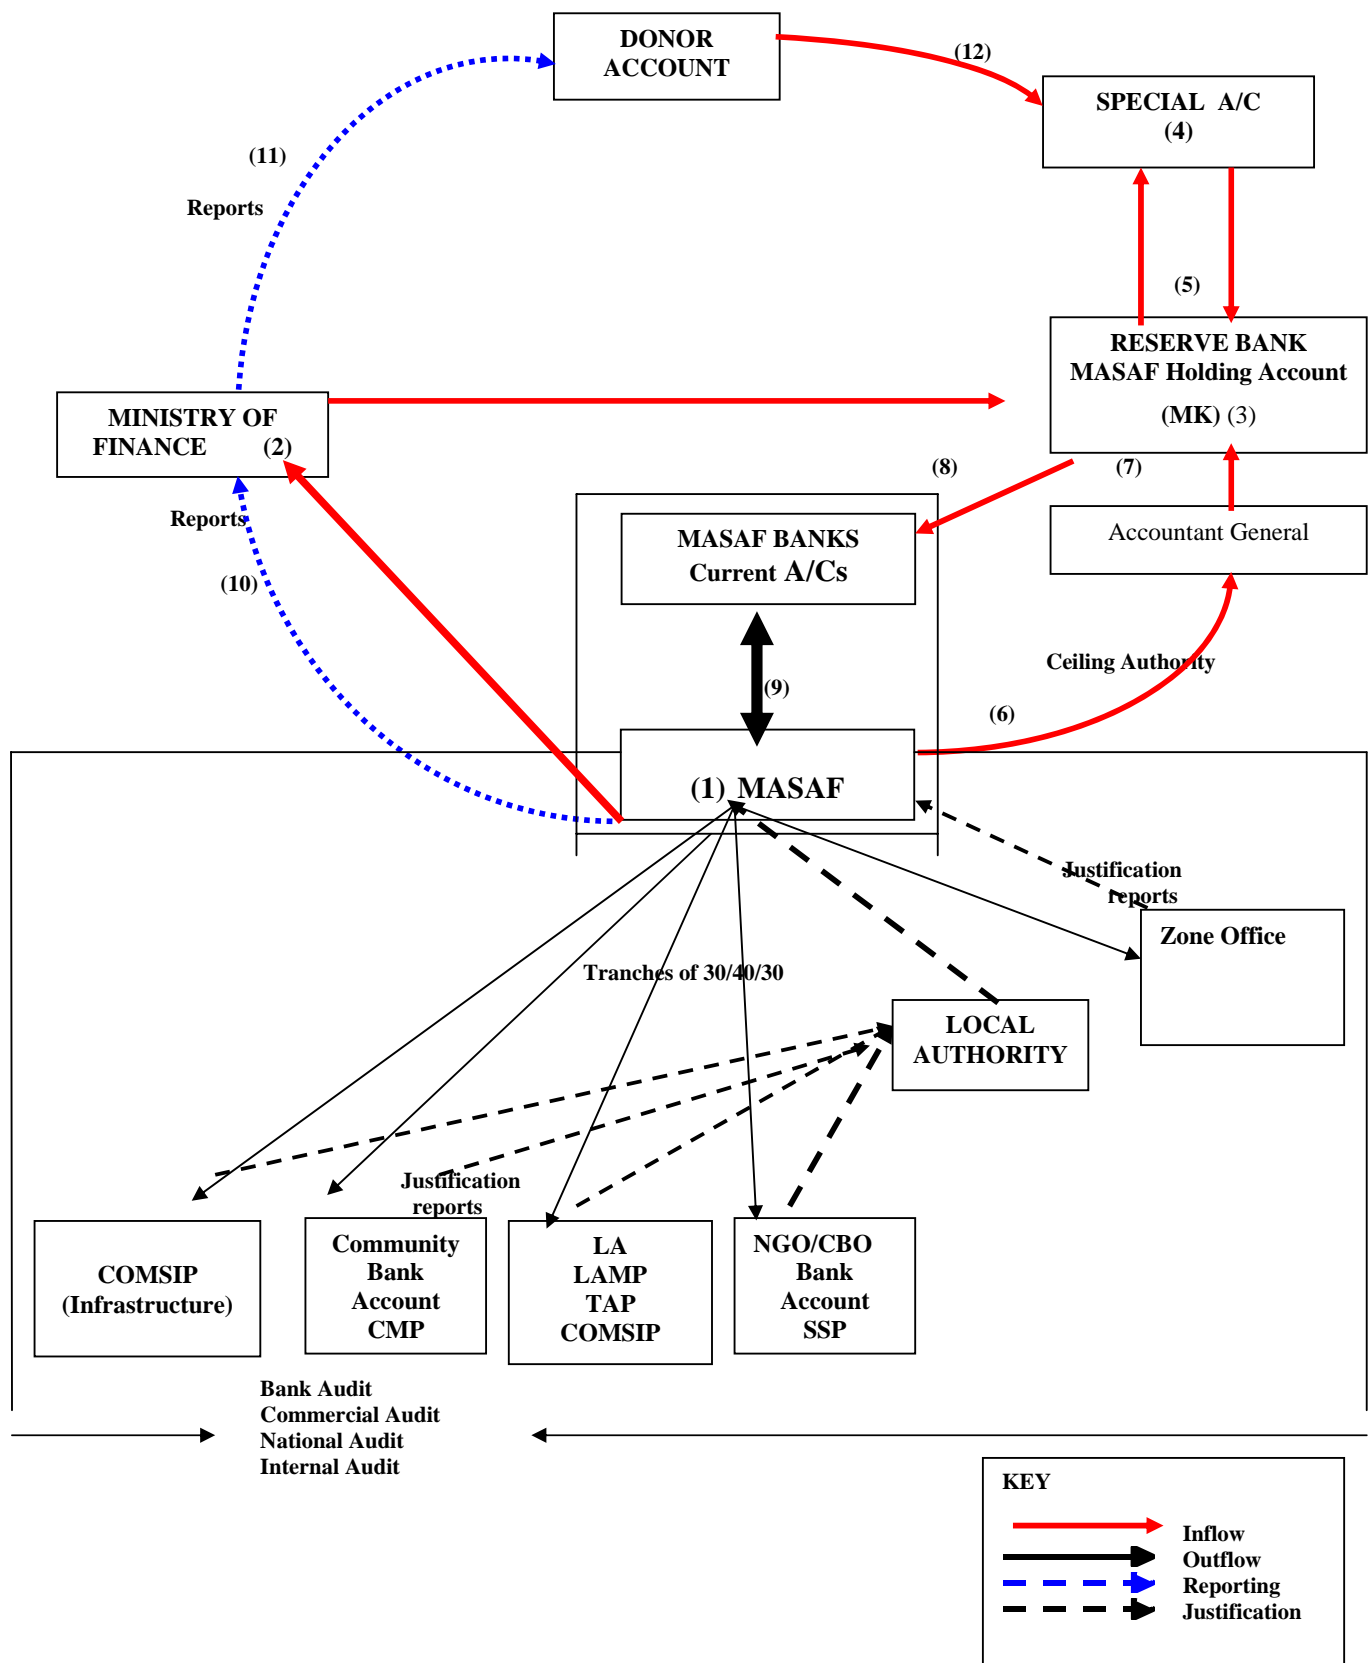 DONOR
ACCOUNT
(12)
SPECIAL A/C
(4)
(11)
Reports
(5)
RESERVE BANK
MASAF Holding Account
(MK) (3)
MINISTRY OF
FINANCE (2)
(8)
(7)
Reports
MASAF BANKS
Current A/Cs
Accountant General
(10)
Ceiling Authority
(9)
(6)
(1) MASAF
Justification
reports
Zone Office
Tranches of 30/40/30
LOCAL
AUTHORITY
Justification
reports
COMSIP
(Infrastructure)
Community
Bank
Account
CMP
LA
LAMP
TAP
COMSIP
NGO/CBO
Bank
Account
SSP
Bank Audit
Commercial Audit
National Audit
Internal Audit
KEY
Inflow
Outflow
Reporting
Justification